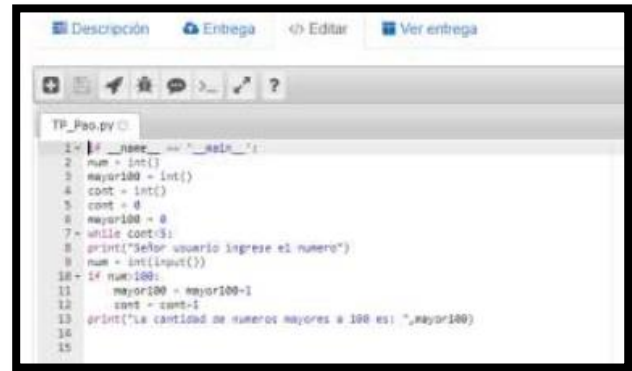 Descripción Entrega </> Editar Ver entrega
>_ ?
TP_Pao.py
1 if __name__ == '__main__':
2 num = int()
3 mayor100 = int()
4 cont = int()
5 cont = 0
6 mayor100 = 0
7 while cont<5:
8 print("Señor usuario ingrese el numero")
9 num = int(input())
10 if num>100:
11 mayor100 = mayor100+1
12 cont = cont+1
13 print("La cantidad de numeros mayores a 100 es: ",mayor100)
14
15